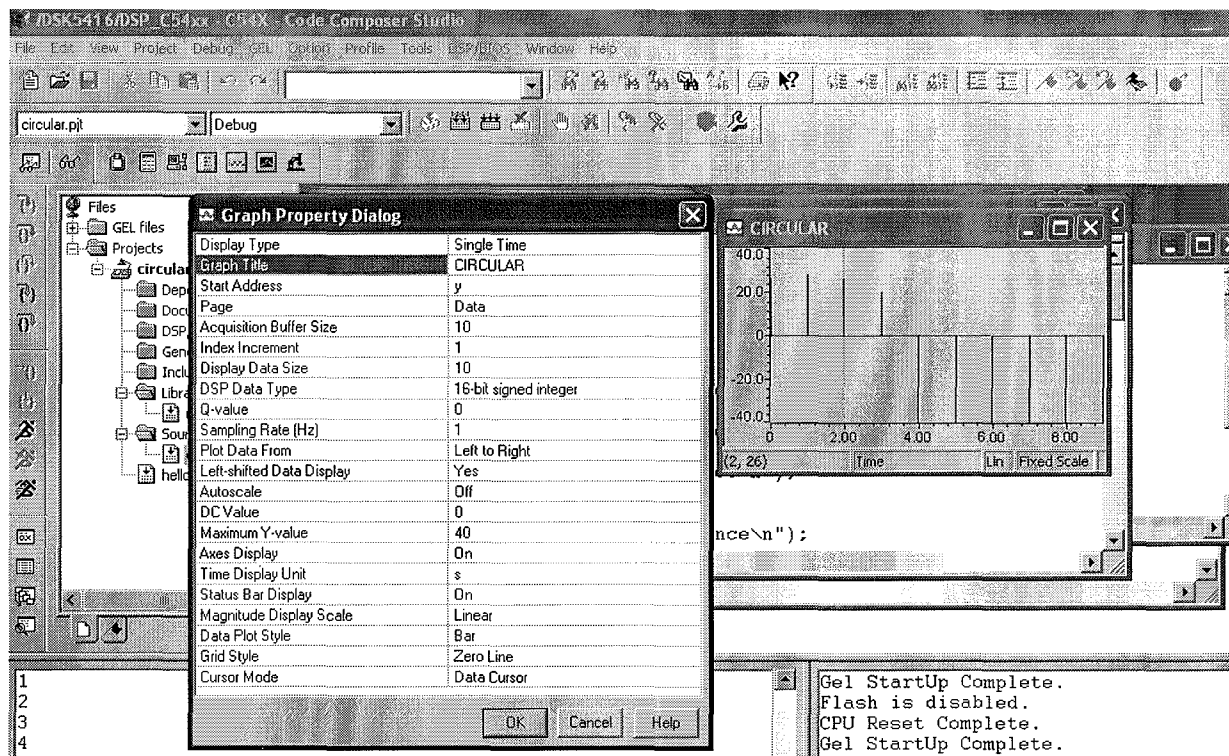 /DSK5416/DSP_C54xx - C54X - Code Composer Studio
File Edit View Project Debug GEL Option Profile Tools DSP/BIOS Window Help
circular.pjt Debug
Files
GEL files
Projects
circular
Dep
Docu
DSP
Gen
Inclu
Libra
Sour
hello
Graph Property Dialog
Display Type Single Time
Graph Title CIRCULAR
Start Address y
Page Data
Acquisition Buffer Size 10
Index Increment 1
Display Data Size 10
DSP Data Type 16-bit signed integer
Q-value 0
Sampling Rate (Hz) 1
Plot Data From Left to Right
Left-shifted Data Display Yes
Autoscale Off
DC Value 0
Maximum Y-value 40
Axes Display On
Time Display Unit s
Status Bar Display On
Magnitude Display Scale Linear
Data Plot Style Bar
Grid Style Zero Line
Cursor Mode Data Cursor
OK Cancel Help
CIRCULAR
40.0
20.0
0
-20.0
-40.0
0 2.00 4.00 6.00 8.00
(2, 26) Time Lin Fixed Scale
nce\n");
1
2
3
4
Gel StartUp Complete.
Flash is disabled.
CPU Reset Complete.
Gel StartUp Complete.